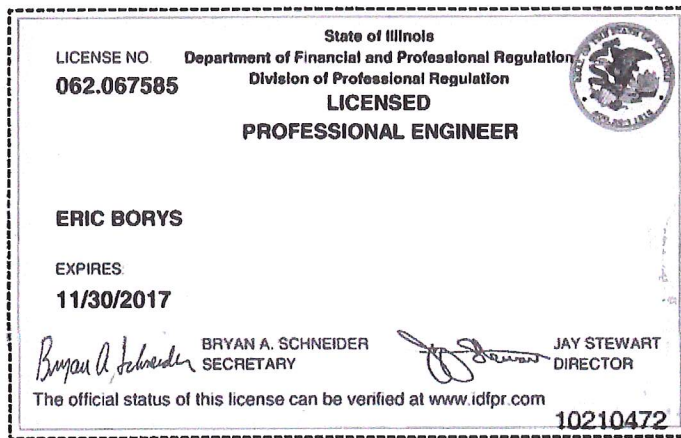 State of Illinois
LICENSE NO.
Department of Financial and Professional Regulation
062.067585
Division of Professional Regulation
LICENSED
PROFESSIONAL ENGINEER
ERIC BORYS
EXPIRES:
11/30/2017
Bryan A. Schneider
BRYAN A. SCHNEIDER
SECRETARY
JAY STEWART
DIRECTOR
The official status of this license can be verified at www.idfpr.com
10210472